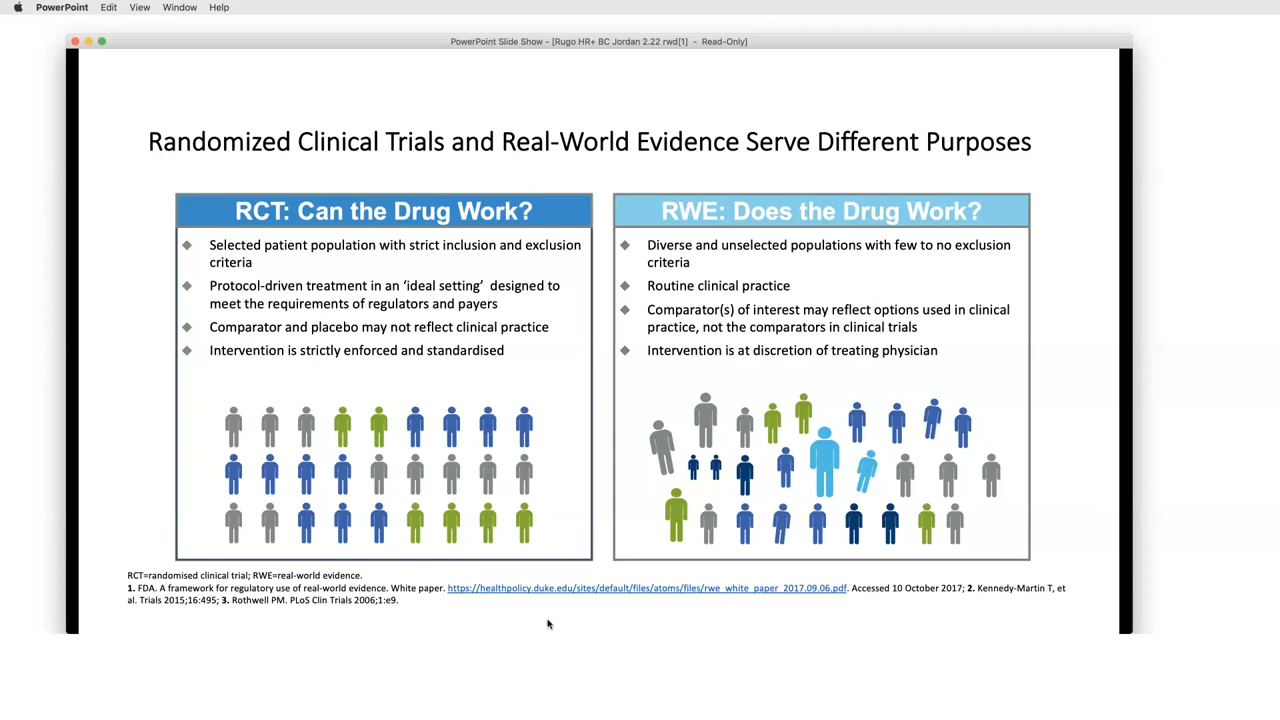 PowerPoint Edit View Window Help
PowerPoint Slide Show - [Rugo HR+ BC Jordan 2.22 rwd[1] - Read-Only]
Randomized Clinical Trials and Real-World Evidence Serve Different Purposes
RCT: Can the Drug Work?
Selected patient population with strict inclusion and exclusion
criteria
Protocol-driven treatment in an ‘ideal setting’ designed to
meet the requirements of regulators and payers
Comparator and placebo may not reflect clinical practice
Intervention is strictly enforced and standardised
RWE: Does the Drug Work?
Diverse and unselected populations with few to no exclusion
criteria
Routine clinical practice
Comparator(s) of interest may reflect options used in clinical
practice, not the comparators in clinical trials
Intervention is at discretion of treating physician
RCT=randomised clinical trial; RWE=real-world evidence.
1. FDA. A framework for regulatory use of real-world evidence. White paper. https://healthpolicy.duke.edu/sites/default/files/atoms/files/rwe_white_paper_2017.09.06.pdf. Accessed 10 October 2017; 2. Kennedy-Martin T, et
al. Trials 2015;16:495; 3. Rothwell PM. PLoS Clin Trials 2006;1:e9.